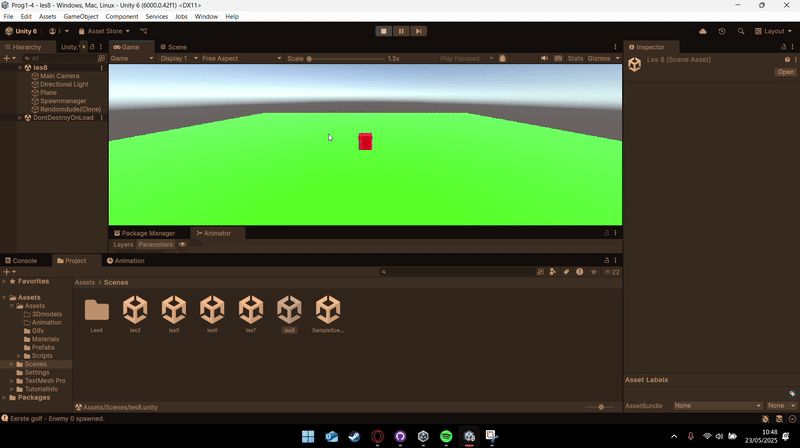 Prog1-4 - les8 - Windows, Mac, Linux - Unity 6 (6000.0.42f1) <DX11>
File Edit Assets GameObject Component Services Jobs Window Help
Unity 6 Asset Store Layout
Hierarchy Unity. Game Scene Inspector
All Game Display 1 Free Aspect Scale 1.3x Play Focused Stats Gizmos Les 8 (Scene Asset)
les8 Open
Main Camera
Directional Light
Plane
Spawnmanager
Randomdude(Clone)
DontDestroyOnLoad
Package Manager Animator
Layers Parameters
Console Project Animation
22
Favorites Assets > Scenes
Assets
Assets
3Dmodels
Animation
Gifs
Materials
Prefabs
Scripts
Scenes
Settings
TextMesh Pro
TutorialInfo
Packages
Les4 les3 les5 les6 les7 les8 SampleSce...
Asset Labels
Assets/Scenes/les8.unity AssetBundle None None
Eerste golf - Enemy 0 spawned.
10:48
23/05/2025